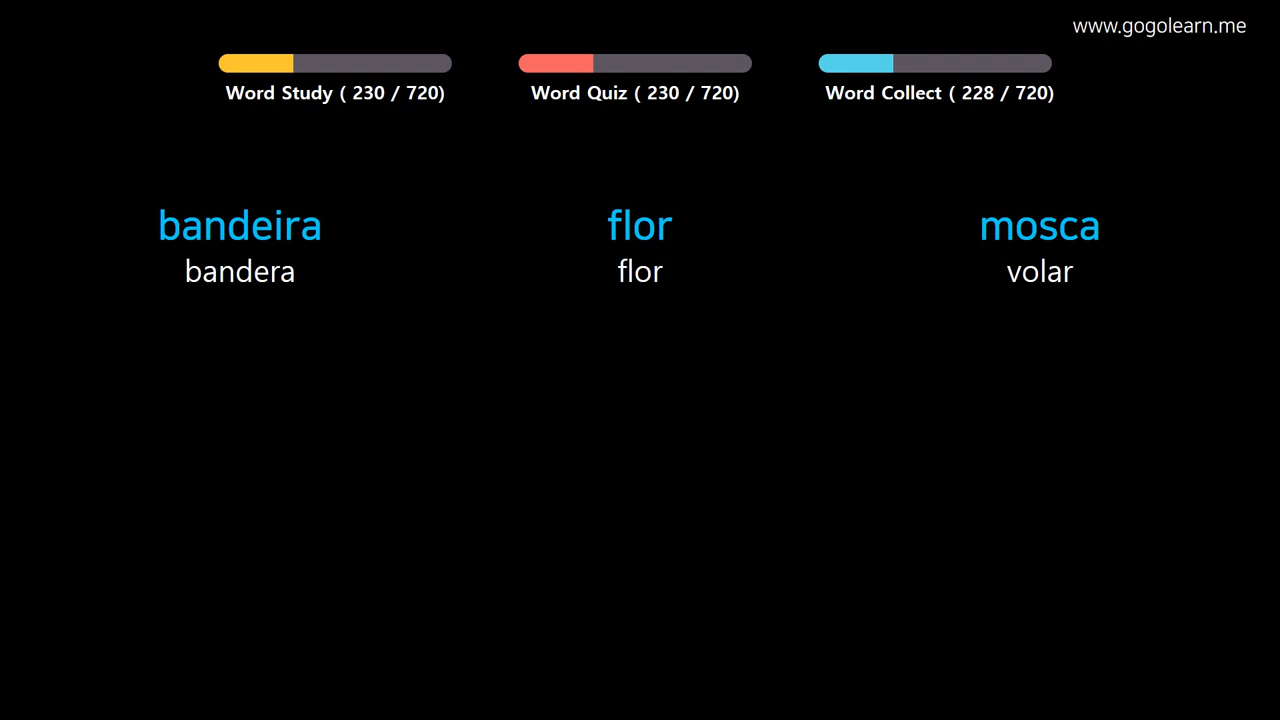 www.gogolearn.me
Word Study ( 230 / 720)
Word Quiz ( 230 / 720)
Word Collect ( 228 / 720)
bandeira
bandera
flor
flor
mosca
volar